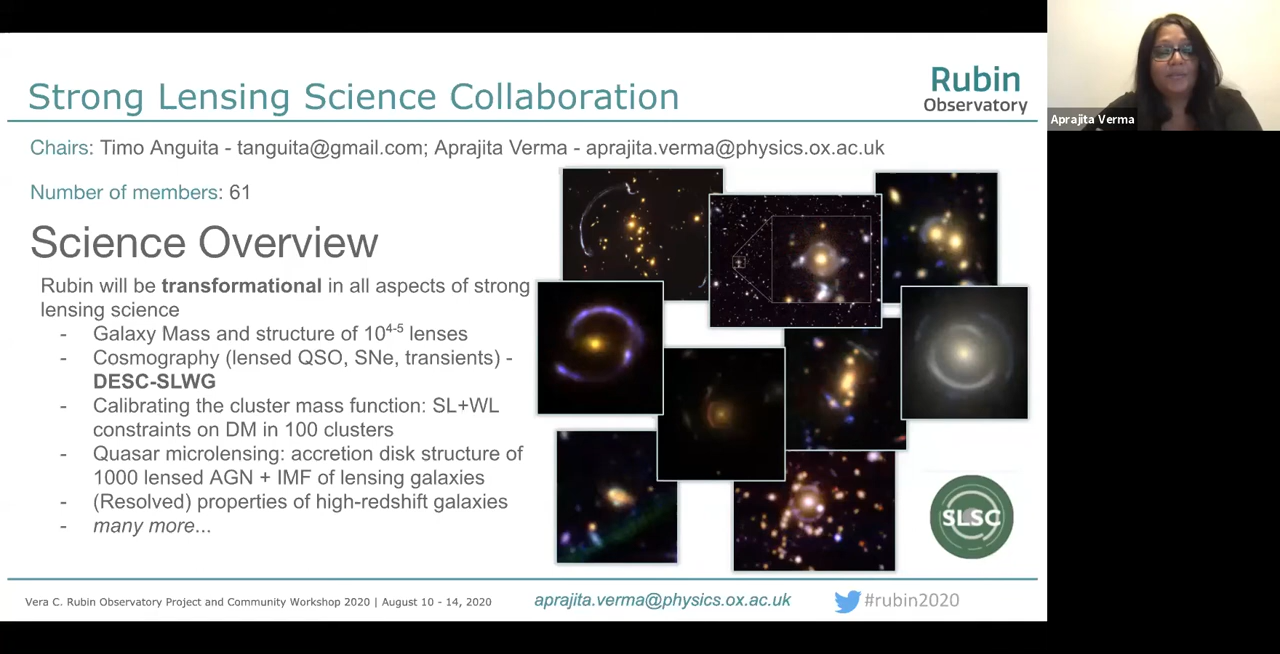 Strong Lensing Science Collaboration
Rubin
Observatory
Aprajita Verma
Chairs: Timo Anguita - tanguita@gmail.com; Aprajita Verma - aprajita.verma@physics.ox.ac.uk
Number of members: 61
Science Overview
Rubin will be transformational in all aspects of strong
lensing science
- Galaxy Mass and structure of 10⁴⁻⁵ lenses
- Cosmography (lensed QSO, SNe, transients) -
DESC-SLWG
- Calibrating the cluster mass function: SL+WL
constraints on DM in 100 clusters
- Quasar microlensing: accretion disk structure of
1000 lensed AGN + IMF of lensing galaxies
- (Resolved) properties of high-redshift galaxies
- many more...
SLSC
Vera C. Rubin Observatory Project and Community Workshop 2020 | August 10 - 14, 2020
aprajita.verma@physics.ox.ac.uk
#rubin2020